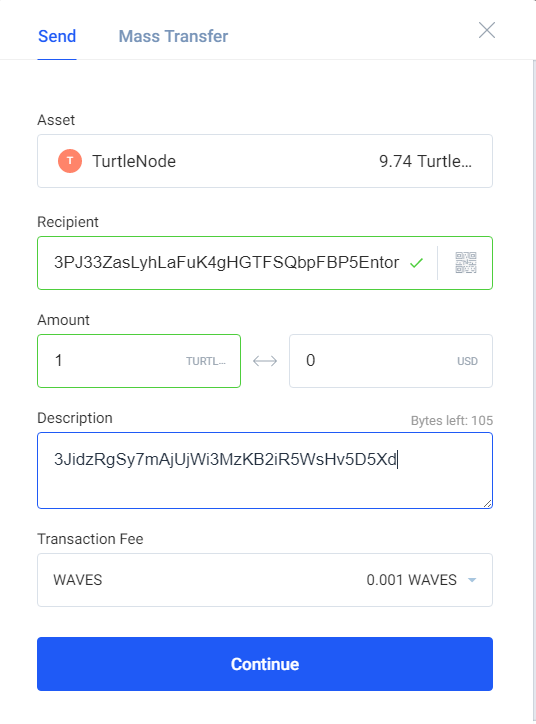 Send Mass Transfer
Asset
T TurtleNode 9.74 Turtle...
Recipient
3PJ33ZasLyhLaFuK4gHGTFSQbpFBP5Entor
Amount
1 TURTL... 0 USD
Description Bytes left: 105
3JidzRgSy7mAjUjWi3MzKB2iR5WsHv5D5Xd
Transaction Fee
WAVES 0.001 WAVES
Continue